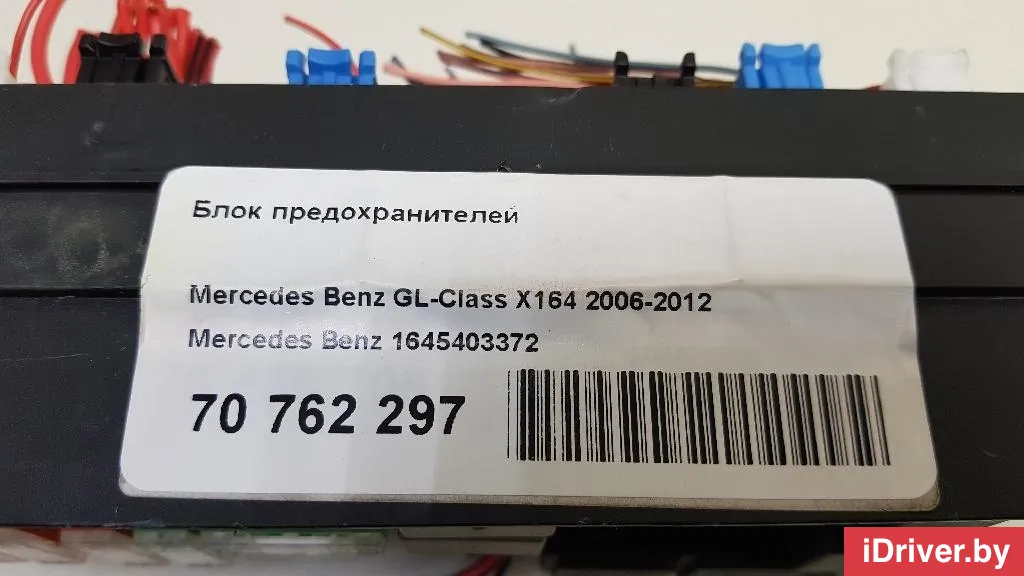 Блок предохранителей
Mercedes Benz GL-Class X164 2006-2012
Mercedes Benz 1645403372
70 762 297
iDriver.by